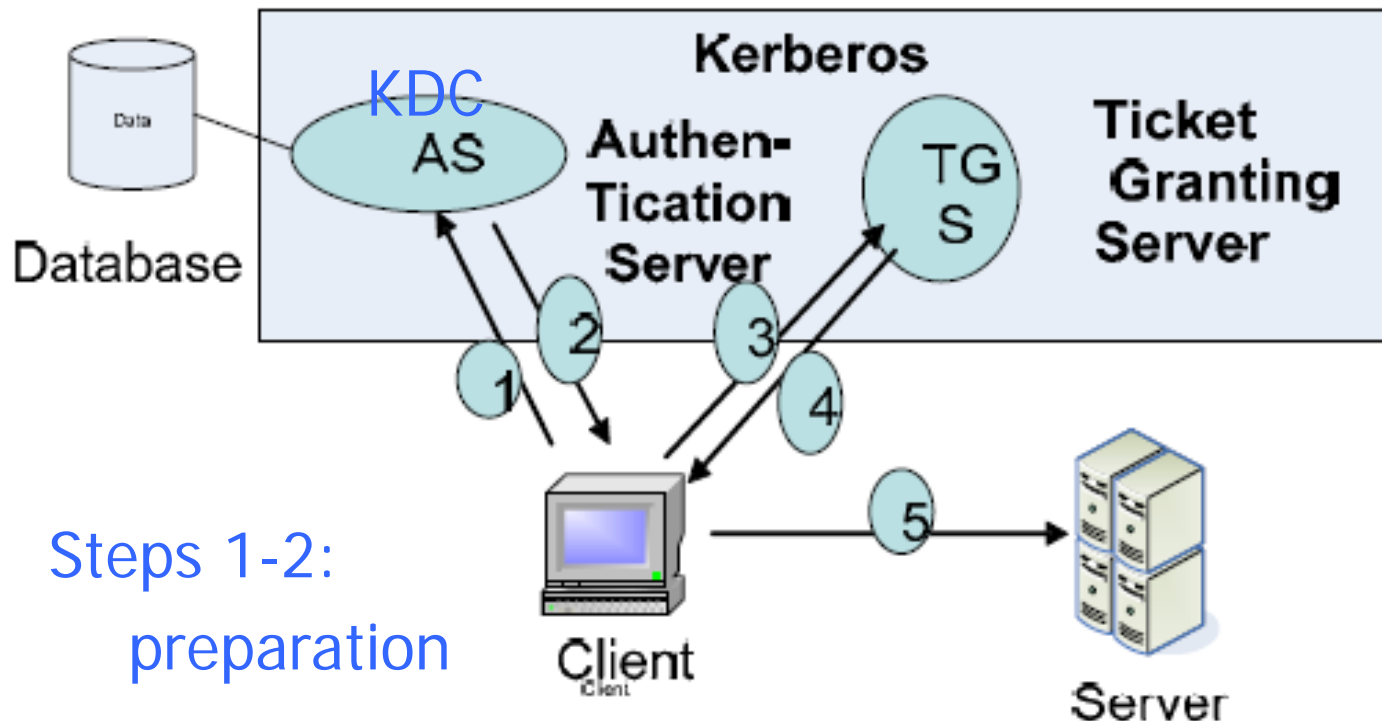 Kerberos
KDC
AS
Data
Database
Authen-
Tication
Server
TG
S
Ticket
Granting
Server
1
2
3
4
5
Steps 1-2:
preparation
Client
Client
Server